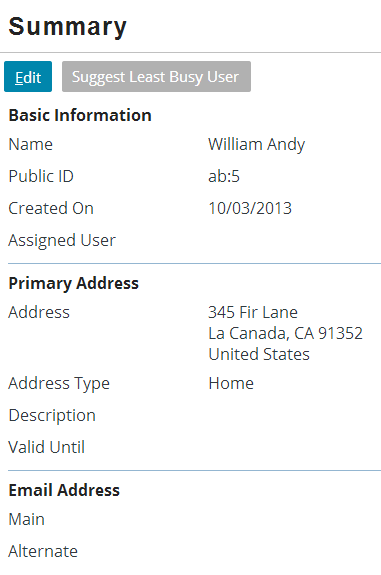 Summary
Edit Suggest Least Busy User
Basic Information
Name William Andy
Public ID ab:5
Created On 10/03/2013
Assigned User
Primary Address
Address 345 Fir Lane
La Canada, CA 91352
United States
Address Type Home
Description
Valid Until
Email Address
Main
Alternate